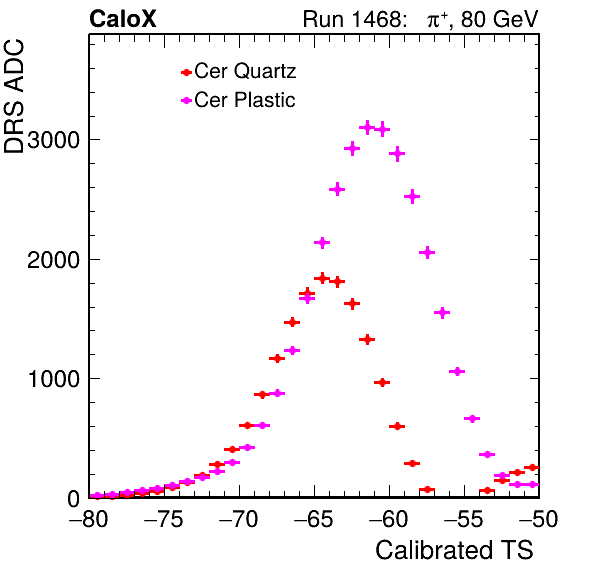 CaloX Run 1468: π⁺, 80 GeV
DRS ADC
Cer Quartz
Cer Plastic
3000
2000
1000
0
−80 −75 −70 −65 −60 −55 −50
Calibrated TS